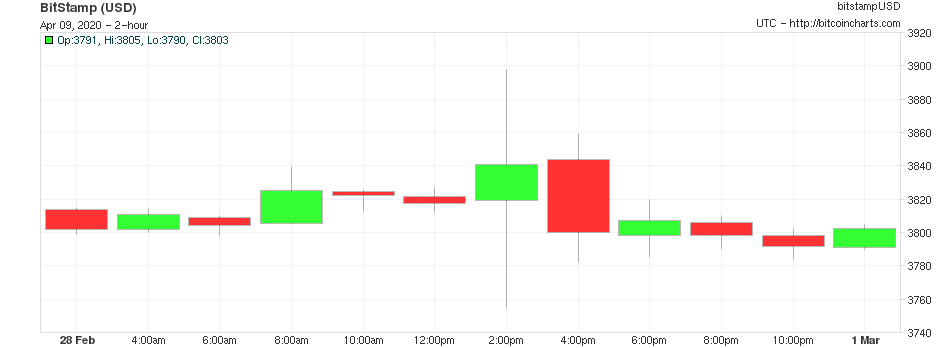 BitStamp (USD)
bitstampUSD
Apr 09, 2020 - 2-hour
UTC - http://bitcoincharts.com
Op:3791, Hi:3805, Lo:3790, Cl:3803
3920
3900
3880
3860
3840
3820
3800
3780
3760
3740
28 Feb 4:00am 6:00am 8:00am 10:00am 12:00pm 2:00pm 4:00pm 6:00pm 8:00pm 10:00pm 1 Mar